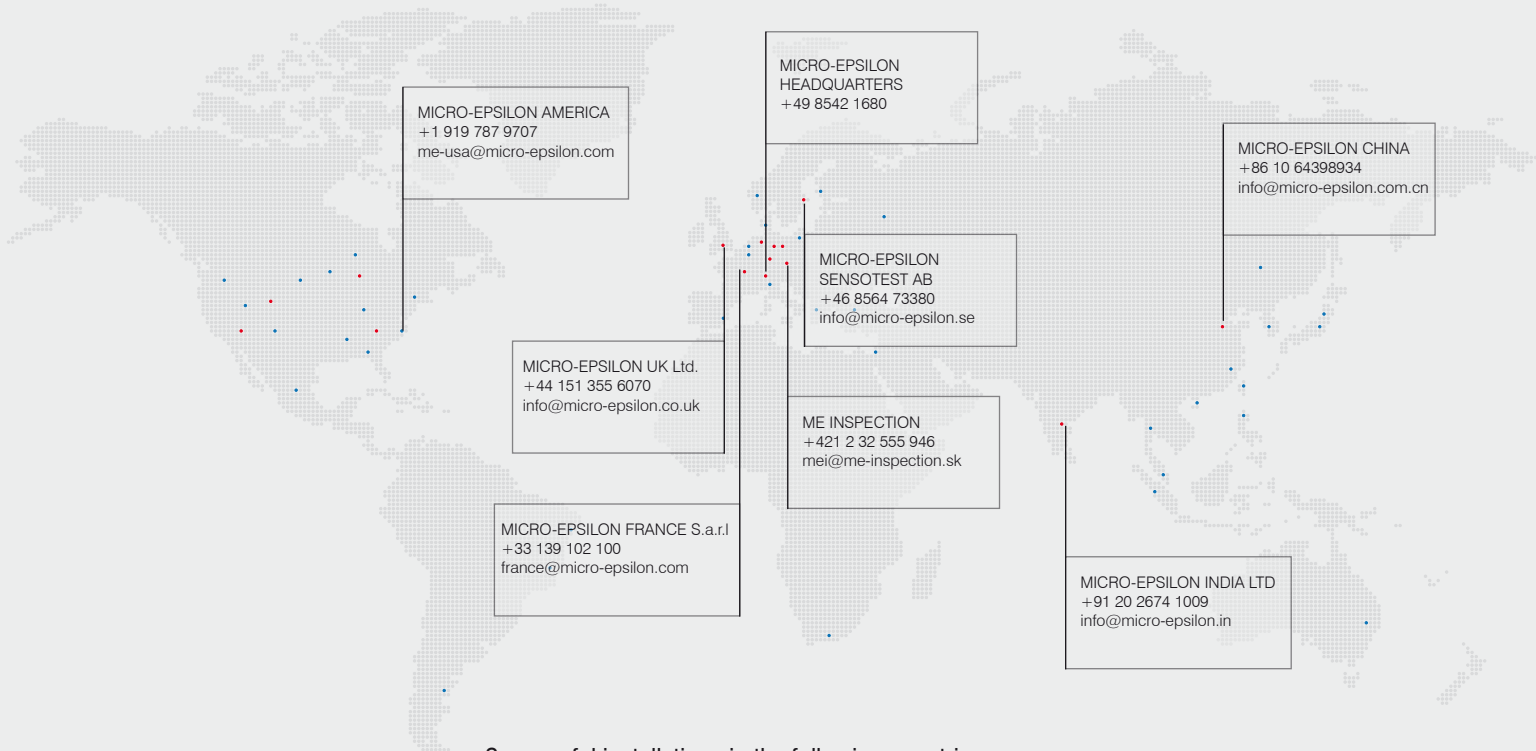 MICRO-EPSILON
HEADQUARTERS
+49 8542 1680
MICRO-EPSILON AMERICA
+1 919 787 9707
me-usa@micro-epsilon.com
MICRO-EPSILON CHINA
+86 10 64398934
info@micro-epsilon.com.cn
MICRO-EPSILON
SENSOTEST AB
+46 8564 73380
info@micro-epsilon.se
MICRO-EPSILON UK Ltd.
+44 151 355 6070
info@micro-epsilon.co.uk
ME INSPECTION
+421 2 32 555 946
mei@me-inspection.sk
MICRO-EPSILON FRANCE S.a.r.l
+33 139 102 100
france@micro-epsilon.com
MICRO-EPSILON INDIA LTD
+91 20 2674 1009
info@micro-epsilon.in
installations in the following